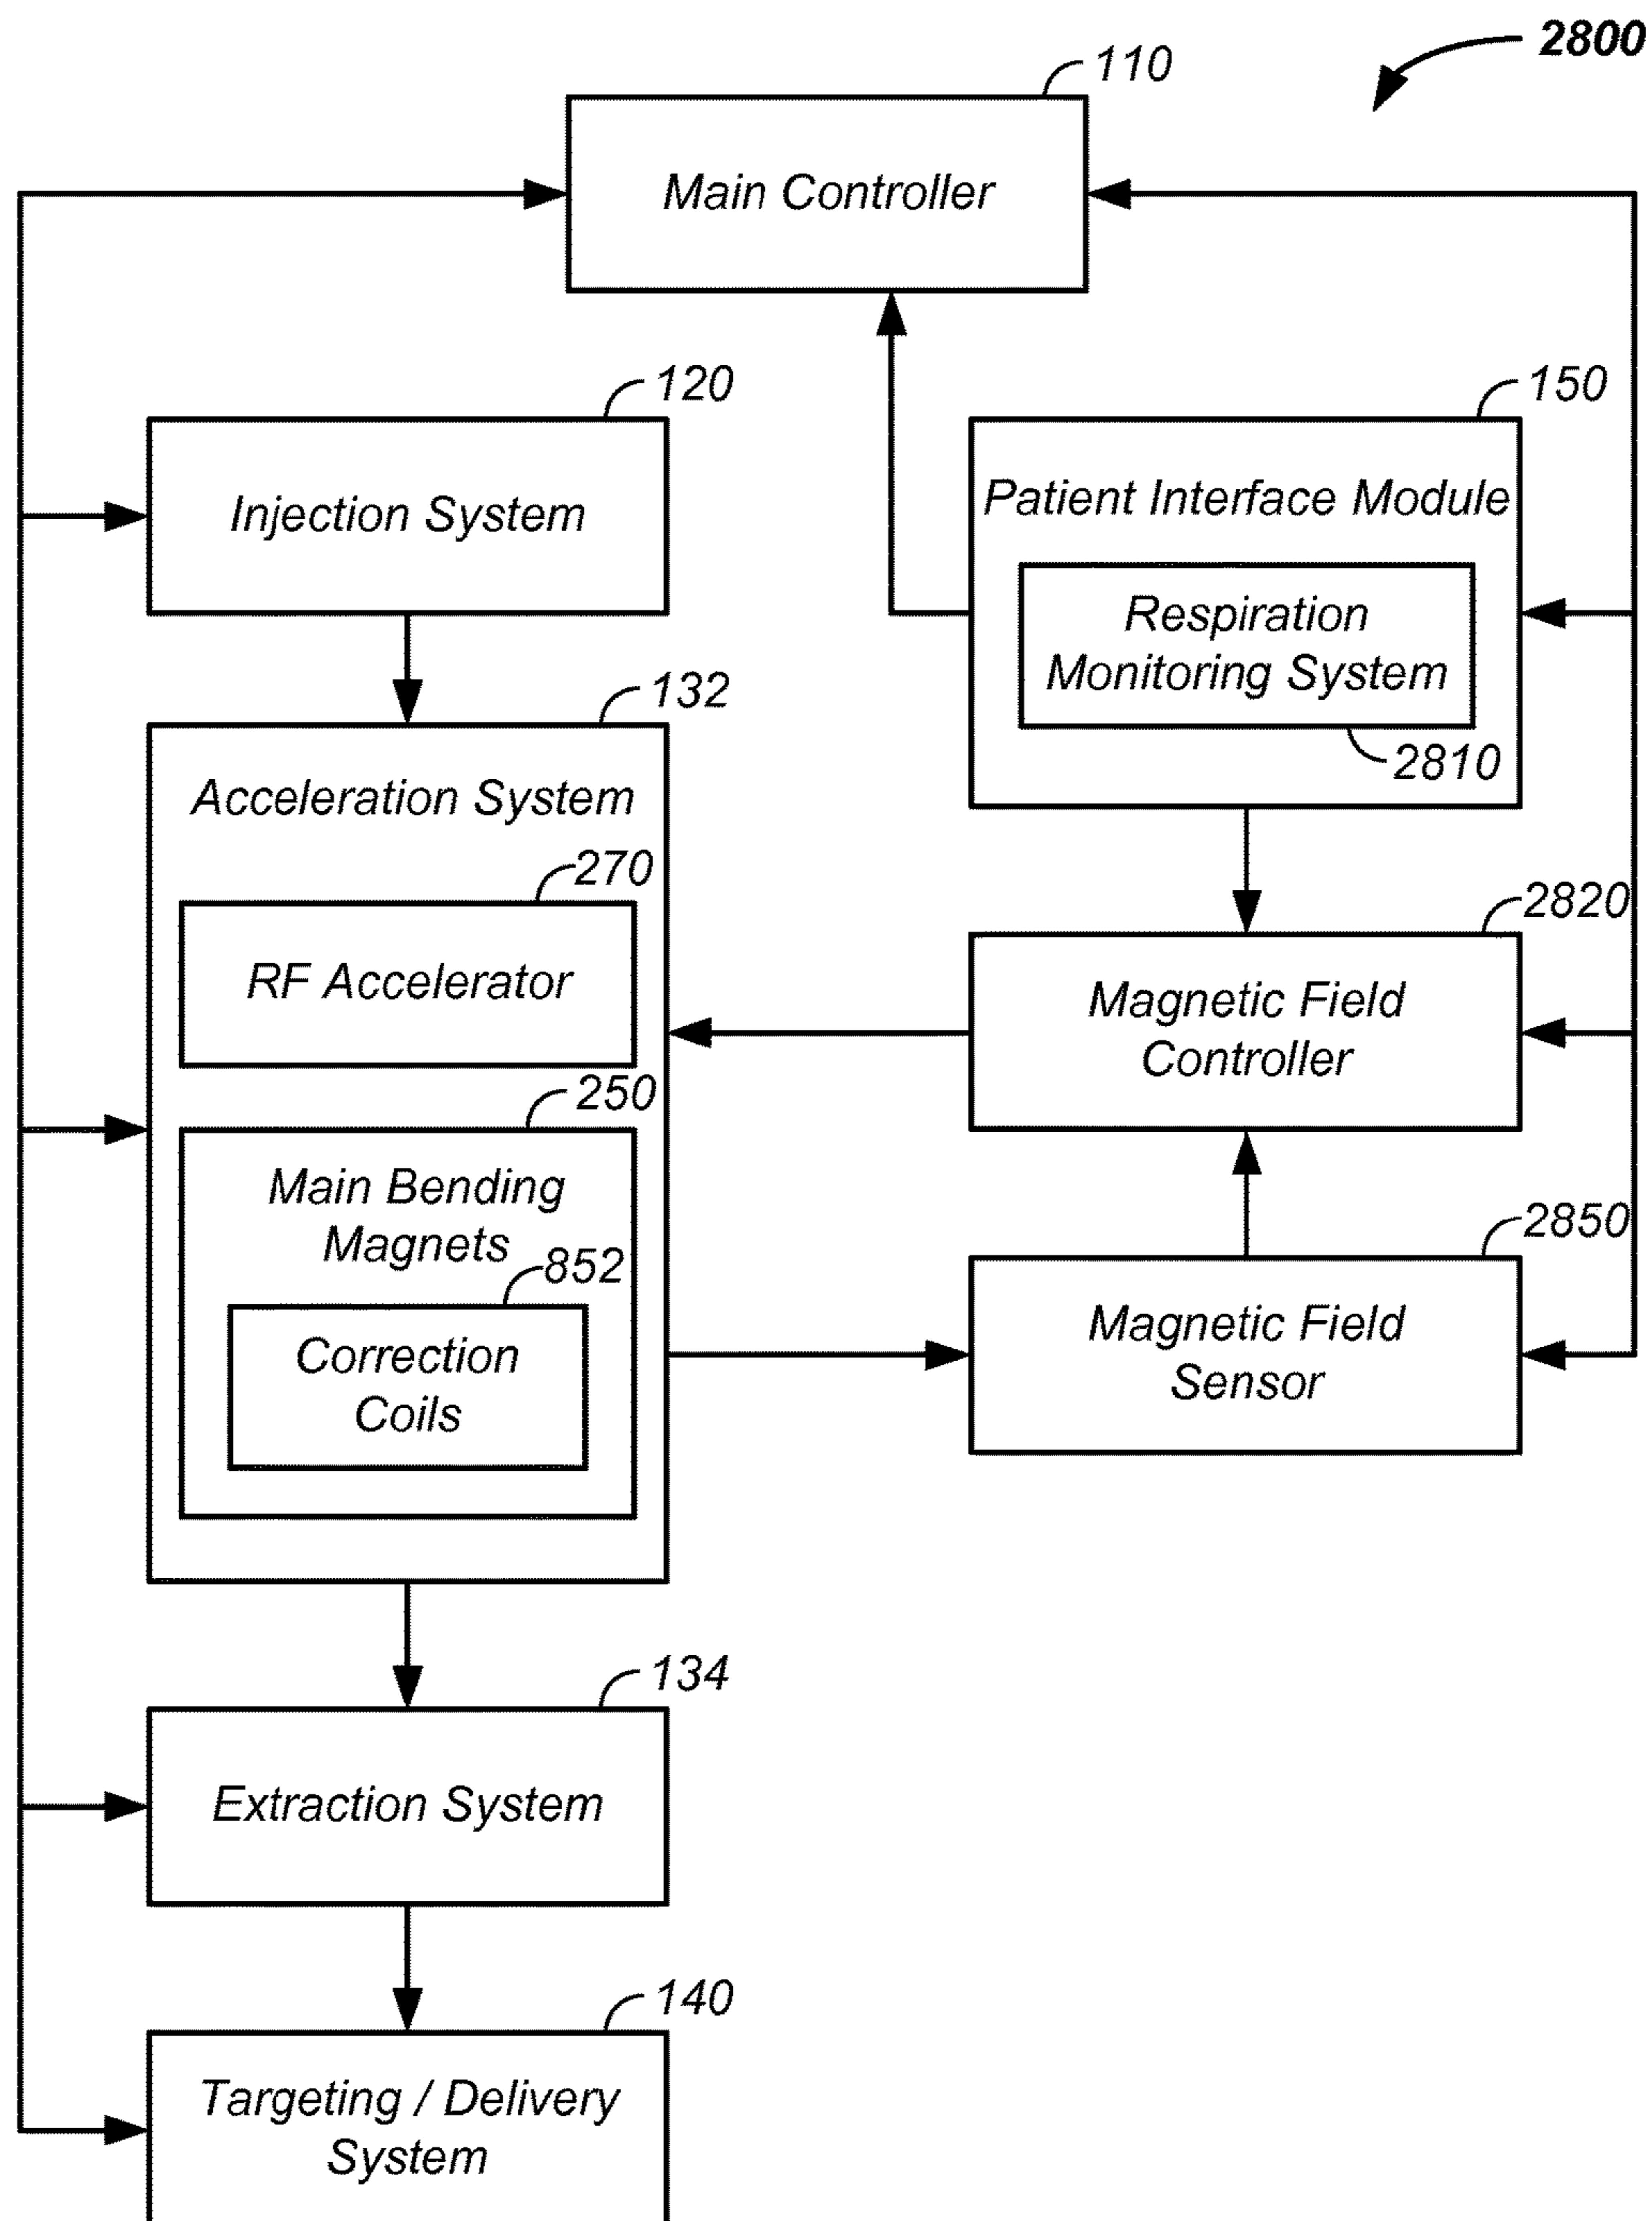 2800
110
Main Controller
120
Injection System
150
Patient Interface Module
Respiration
Monitoring System
2810
132
Acceleration System
270
RF Accelerator
250
Main Bending
Magnets
852
Correction
Coils
2820
Magnetic Field
Controller
2850
Magnetic Field
Sensor
134
Extraction System
140
Targeting / Delivery
System